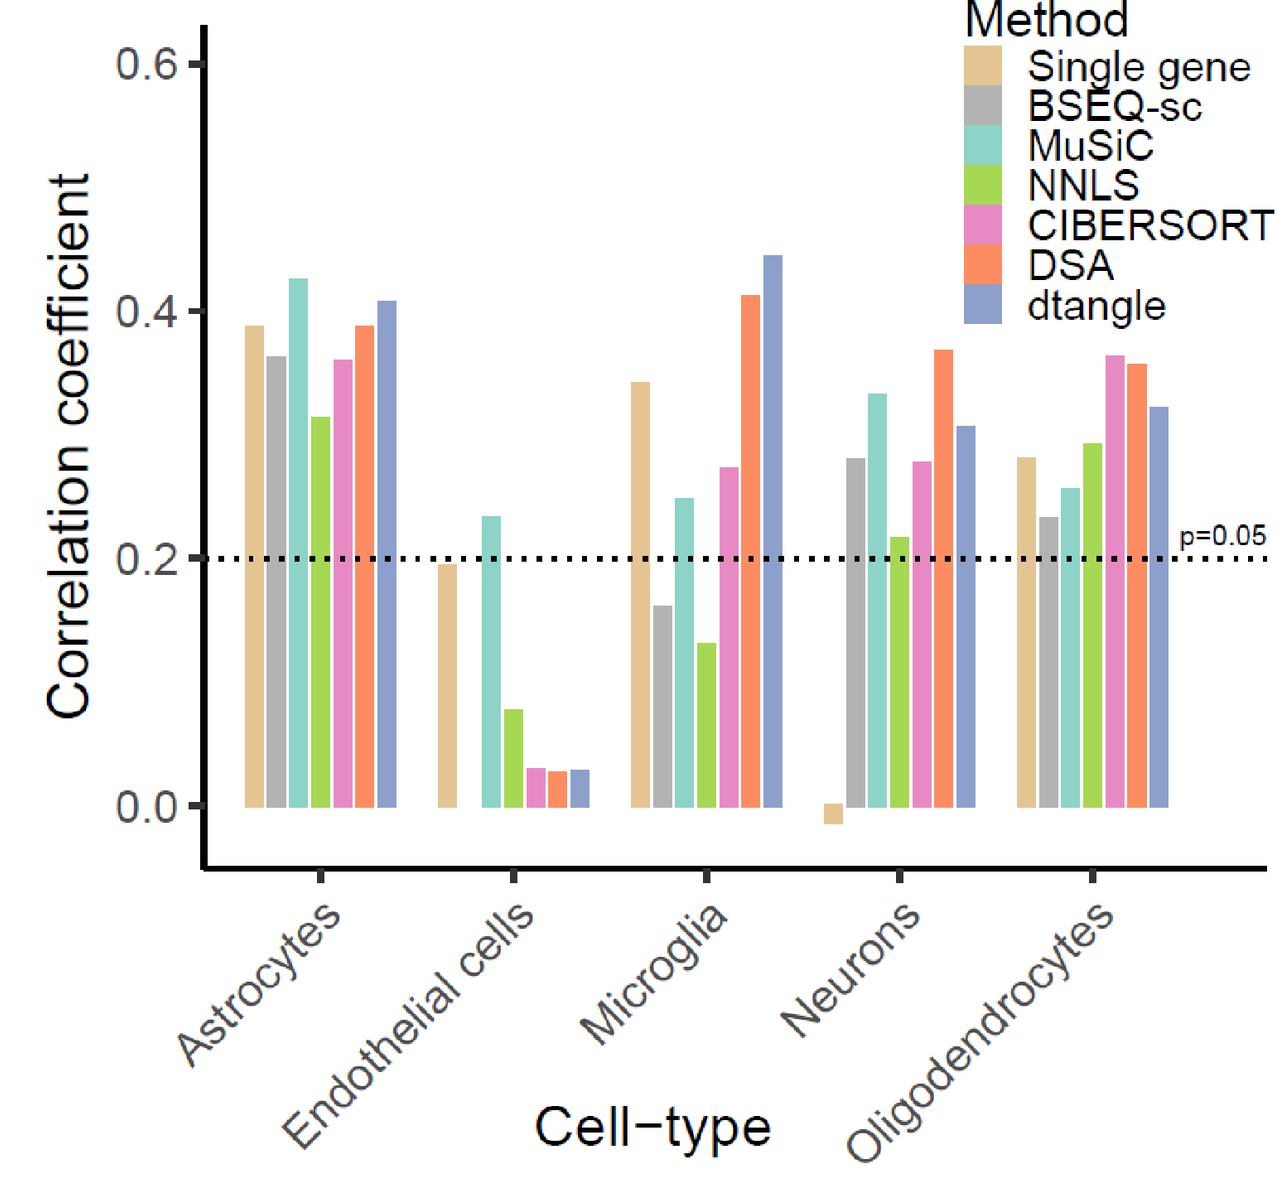 Method
Single gene
BSEQ-sc
MuSiC
NNLS
CIBERSORT
DSA
dtangle
Correlation coefficient
0.6
0.4
0.2
0.0
p=0.05
Astrocytes
Endothelial cells
Microglia
Neurons
Oligodendrocytes
Cell-type